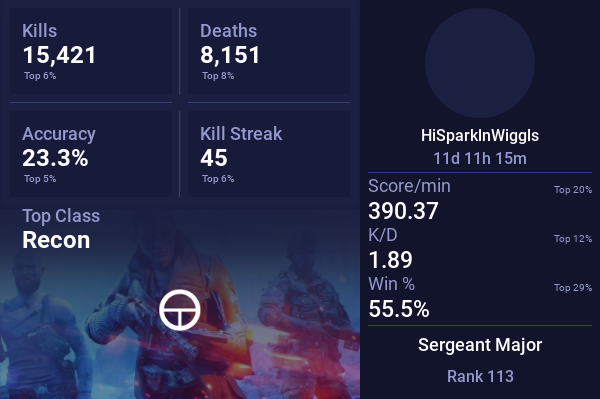 Kills
15,421
Top 6%
Deaths
8,151
Top 8%
Accuracy
23.3%
Top 5%
Kill Streak
45
Top 6%
Top Class
Recon
HiSparkInWiggls
11d 11h 15m
Score/min
Top 20%
390.37
K/D
Top 12%
1.89
Win %
Top 29%
55.5%
Sergeant Major
Rank 113